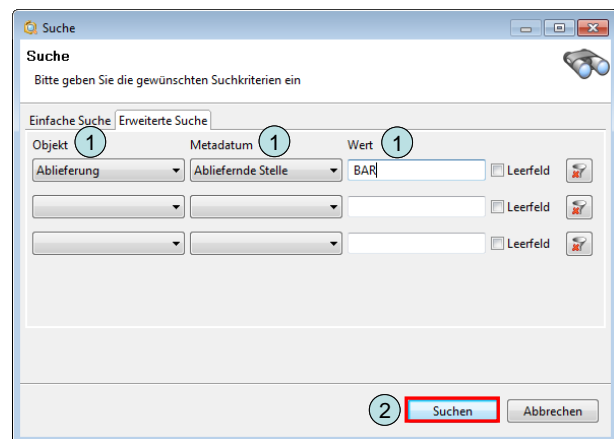 Suche
Suche
Bitte geben Sie die gewünschten Suchkriterien ein
Einfache Suche Erweiterte Suche
Objekt 1 Metadatum 1 Wert 1
Ablieferung Abliefernde Stelle BAR Leerfeld
Leerfeld
Leerfeld
2 Suchen Abbrechen